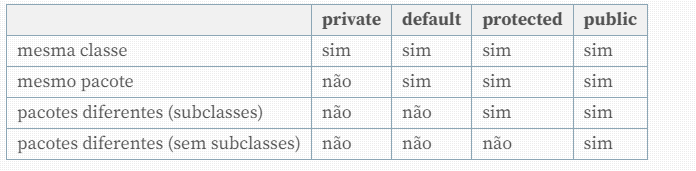 private default protected public
mesma classe sim sim sim sim
mesmo pacote não sim sim sim
pacotes diferentes (subclasses) não não sim sim
pacotes diferentes (sem subclasses) não não não sim